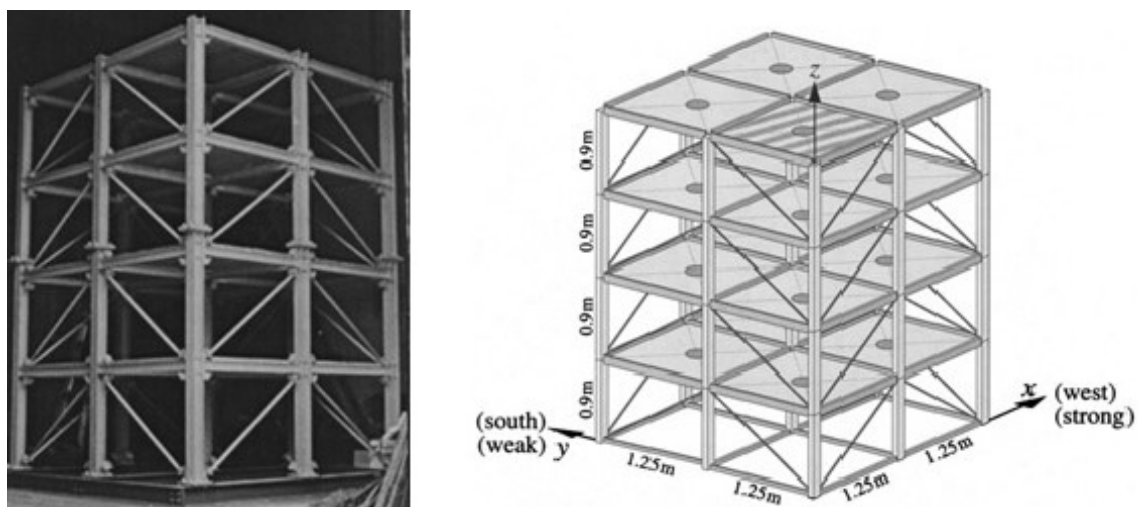 z
0.9m
0.9m
0.9m
0.9m
x
(west)
(strong)
(south)
(weak)
y
1.25m
1.25m
1.25m
1.25m